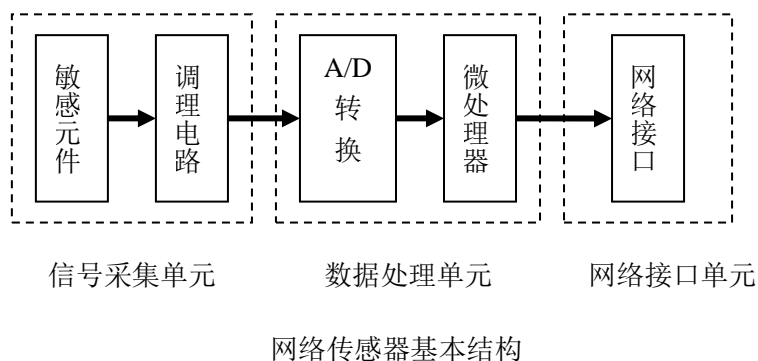 敏感元件
调理电路
A/D
转
换
微处理器
网络接口
信号采集单元
数据处理单元
网络接口单元
网络传感器基本结构